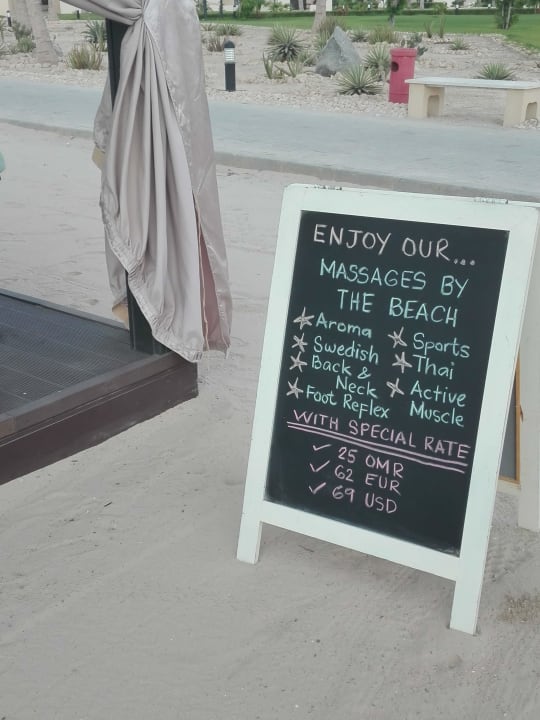 ENJOY OUR...
MASSAGES BY
THE BEACH
Aroma
Swedish
Back &
Neck
Foot Reflex
Sports
Thai
Active
Muscle
WITH SPECIAL RATE
25 OMR
62 EUR
69 USD